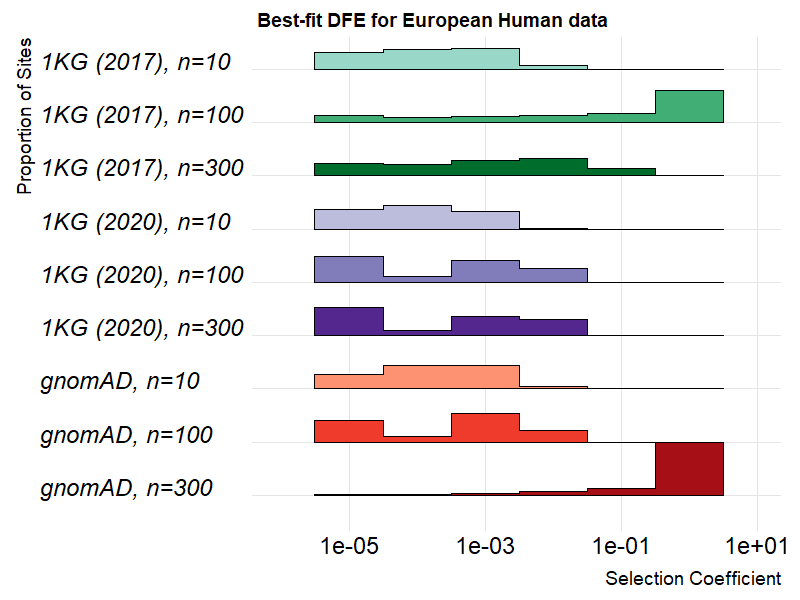 Best-fit DFE for European Human data
Proportion of Sites
1KG (2017), n=10
1KG (2017), n=100
1KG (2017), n=300
1KG (2020), n=10
1KG (2020), n=100
1KG (2020), n=300
gnomAD, n=10
gnomAD, n=100
gnomAD, n=300
1e-05 1e-03 1e-01 1e+01
Selection Coefficient